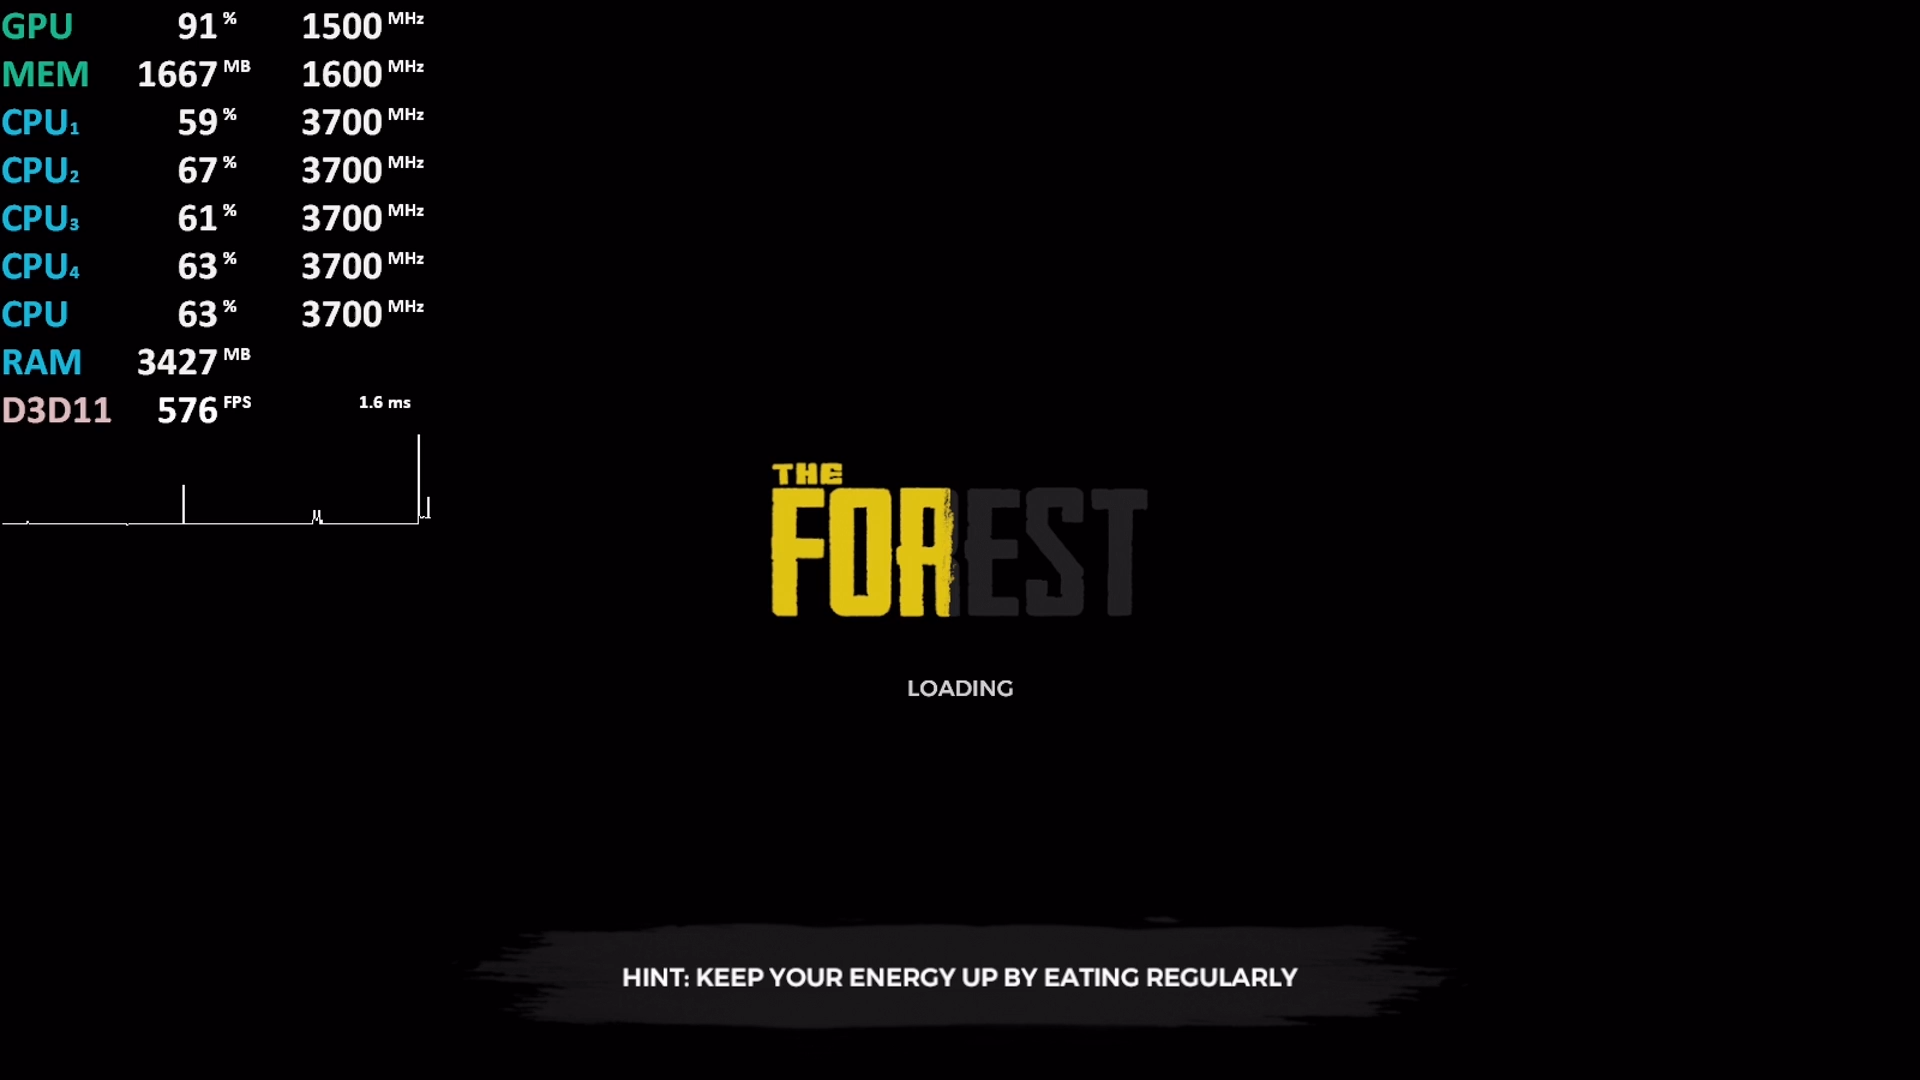 GPU 91 % 1500 MHz
MEM 1667 MB 1600 MHz
CPU1 59 % 3700 MHz
CPU2 67 % 3700 MHz
CPU3 61 % 3700 MHz
CPU4 63 % 3700 MHz
CPU 63 % 3700 MHz
RAM 3427 MB
D3D11 576 FPS 1.6 ms
THE
FOREST
LOADING
HINT: KEEP YOUR ENERGY UP BY EATING REGULARLY